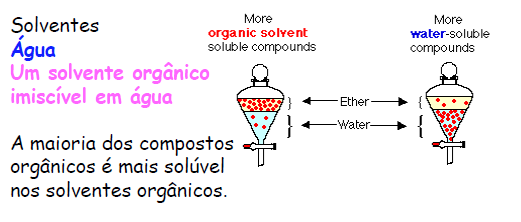 Solventes
Água
Um solvente orgânico
imiscível em água
A maioria dos compostos
orgânicos é mais solúvel
nos solventes orgânicos.
More
organic solvent
soluble compounds
More
water-soluble
compounds
Ether
Water